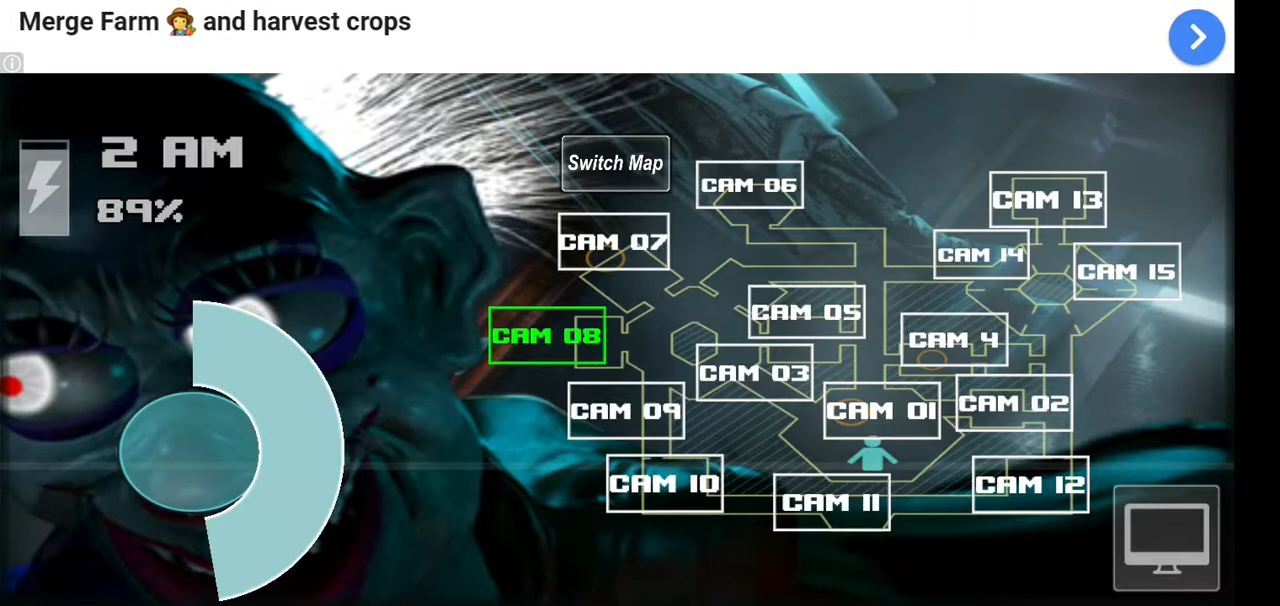 Merge Farm 🧑‍🌾 and harvest crops
2 AM
89%
Switch Map
CAM 06
CAM 13
CAM 07
CAM 14
CAM 15
CAM 05
CAM 08
CAM 4
CAM 03
CAM 09
CAM 01
CAM 02
CAM 10
CAM 11
CAM 12